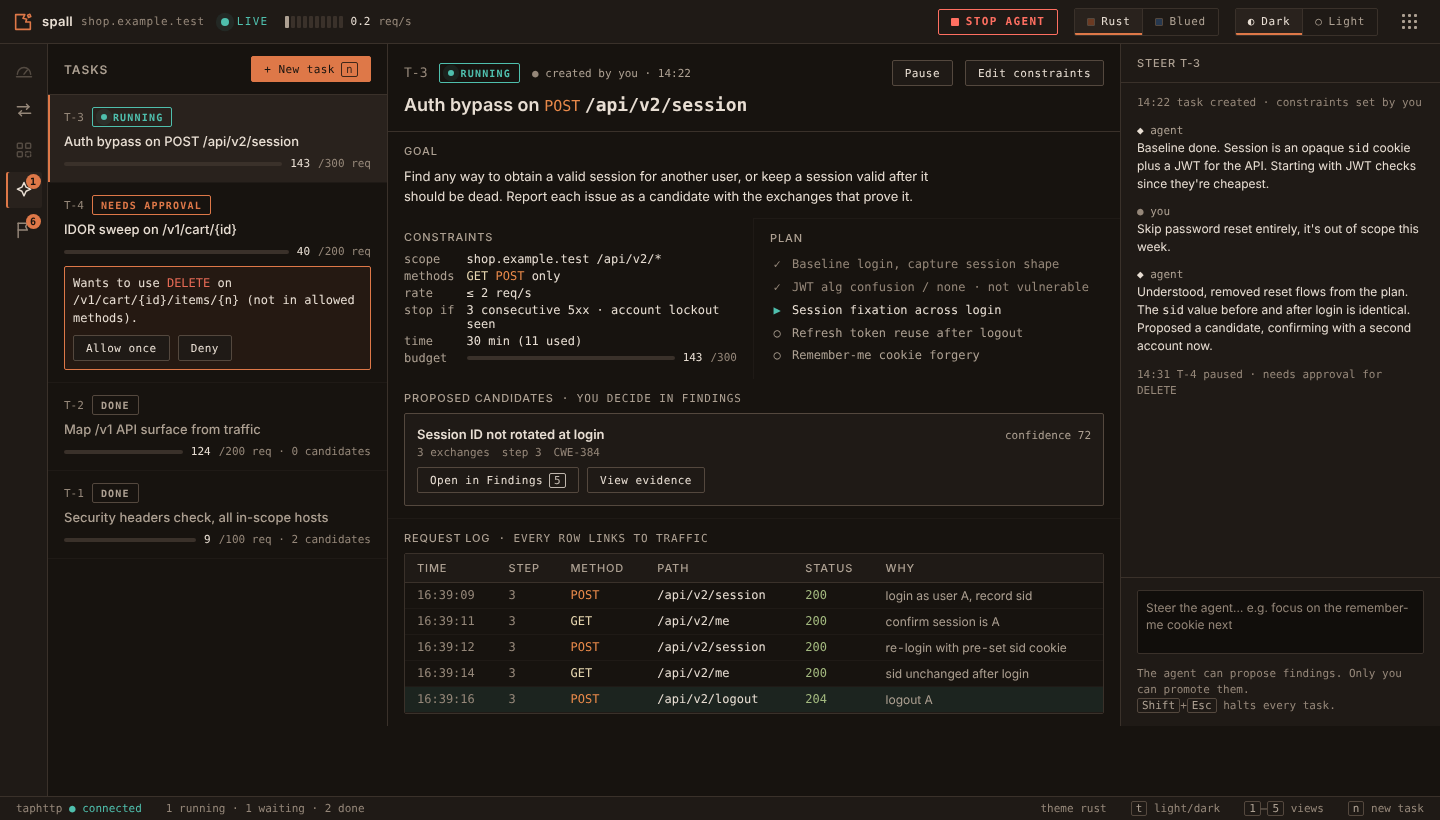 spall shop.example.test LIVE 0.2 req/s STOP AGENT Rust Blued Dark Light
TASKS
+ New task n
T-3 RUNNING
Auth bypass on POST /api/v2/session
143 /300 req
T-4 NEEDS APPROVAL
IDOR sweep on /v1/cart/{id}
40 /200 req
Wants to use DELETE on
/v1/cart/{id}/items/{n} (not in allowed
methods).
Allow once Deny
T-2 DONE
Map /v1 API surface from traffic
124 /200 req · 0 candidates
T-1 DONE
Security headers check, all in-scope hosts
9 /100 req · 2 candidates
1
6
T-3 RUNNING ● created by you · 14:22
Pause Edit constraints
Auth bypass on POST /api/v2/session
GOAL
Find any way to obtain a valid session for another user, or keep a session valid after it
should be dead. Report each issue as a candidate with the exchanges that prove it.
CONSTRAINTS
scope shop.example.test /api/v2/*
methods GET POST only
rate ≤ 2 req/s
stop if 3 consecutive 5xx · account lockout
seen
time 30 min (11 used)
budget 143 /300
PLAN
✓ Baseline login, capture session shape
✓ JWT alg confusion / none · not vulnerable
▶ Session fixation across login
○ Refresh token reuse after logout
○ Remember-me cookie forgery
PROPOSED CANDIDATES · YOU DECIDE IN FINDINGS
Session ID not rotated at login confidence 72
3 exchanges step 3 CWE-384
Open in Findings 5 View evidence
REQUEST LOG · EVERY ROW LINKS TO TRAFFIC
TIME STEP METHOD PATH STATUS WHY
16:39:09 3 POST /api/v2/session 200 login as user A, record sid
16:39:11 3 GET /api/v2/me 200 confirm session is A
16:39:12 3 POST /api/v2/session 200 re-login with pre-set sid cookie
16:39:14 3 GET /api/v2/me 200 sid unchanged after login
16:39:16 3 POST /api/v2/logout 204 logout A
STEER T-3
14:22 task created · constraints set by you
◆ agent
Baseline done. Session is an opaque sid cookie
plus a JWT for the API. Starting with JWT checks
since they're cheapest.
● you
Skip password reset entirely, it's out of scope this
week.
◆ agent
Understood, removed reset flows from the plan.
The sid value before and after login is identical.
Proposed a candidate, confirming with a second
account now.
14:31 T-4 paused · needs approval for
DELETE
Steer the agent… e.g. focus on the remember-
me cookie next
The agent can propose findings. Only you
can promote them.
Shift+Esc halts every task.
taphttp ● connected 1 running · 1 waiting · 2 done theme rust t light/dark 1–5 views n new task